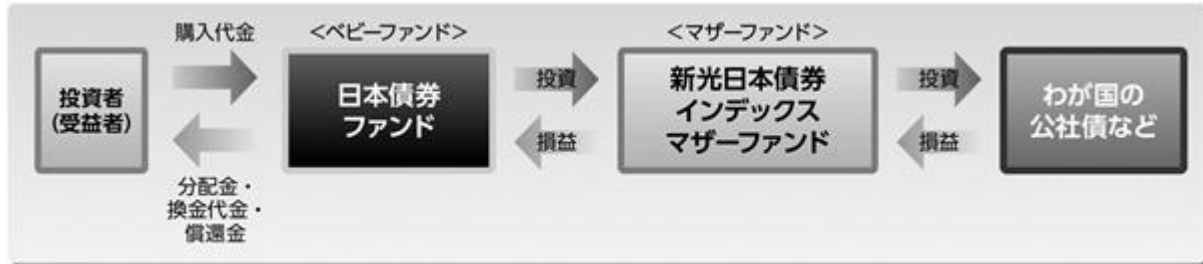 購入代金
<ベビーファンド>
<マザーファンド>
投資者
(受益者)
日本債券
ファンド
投資
新光日本債券
インデックス
マザーファンド
投資
わが国の
公社債など
損益
損益
分配金・
換金代金・
償還金